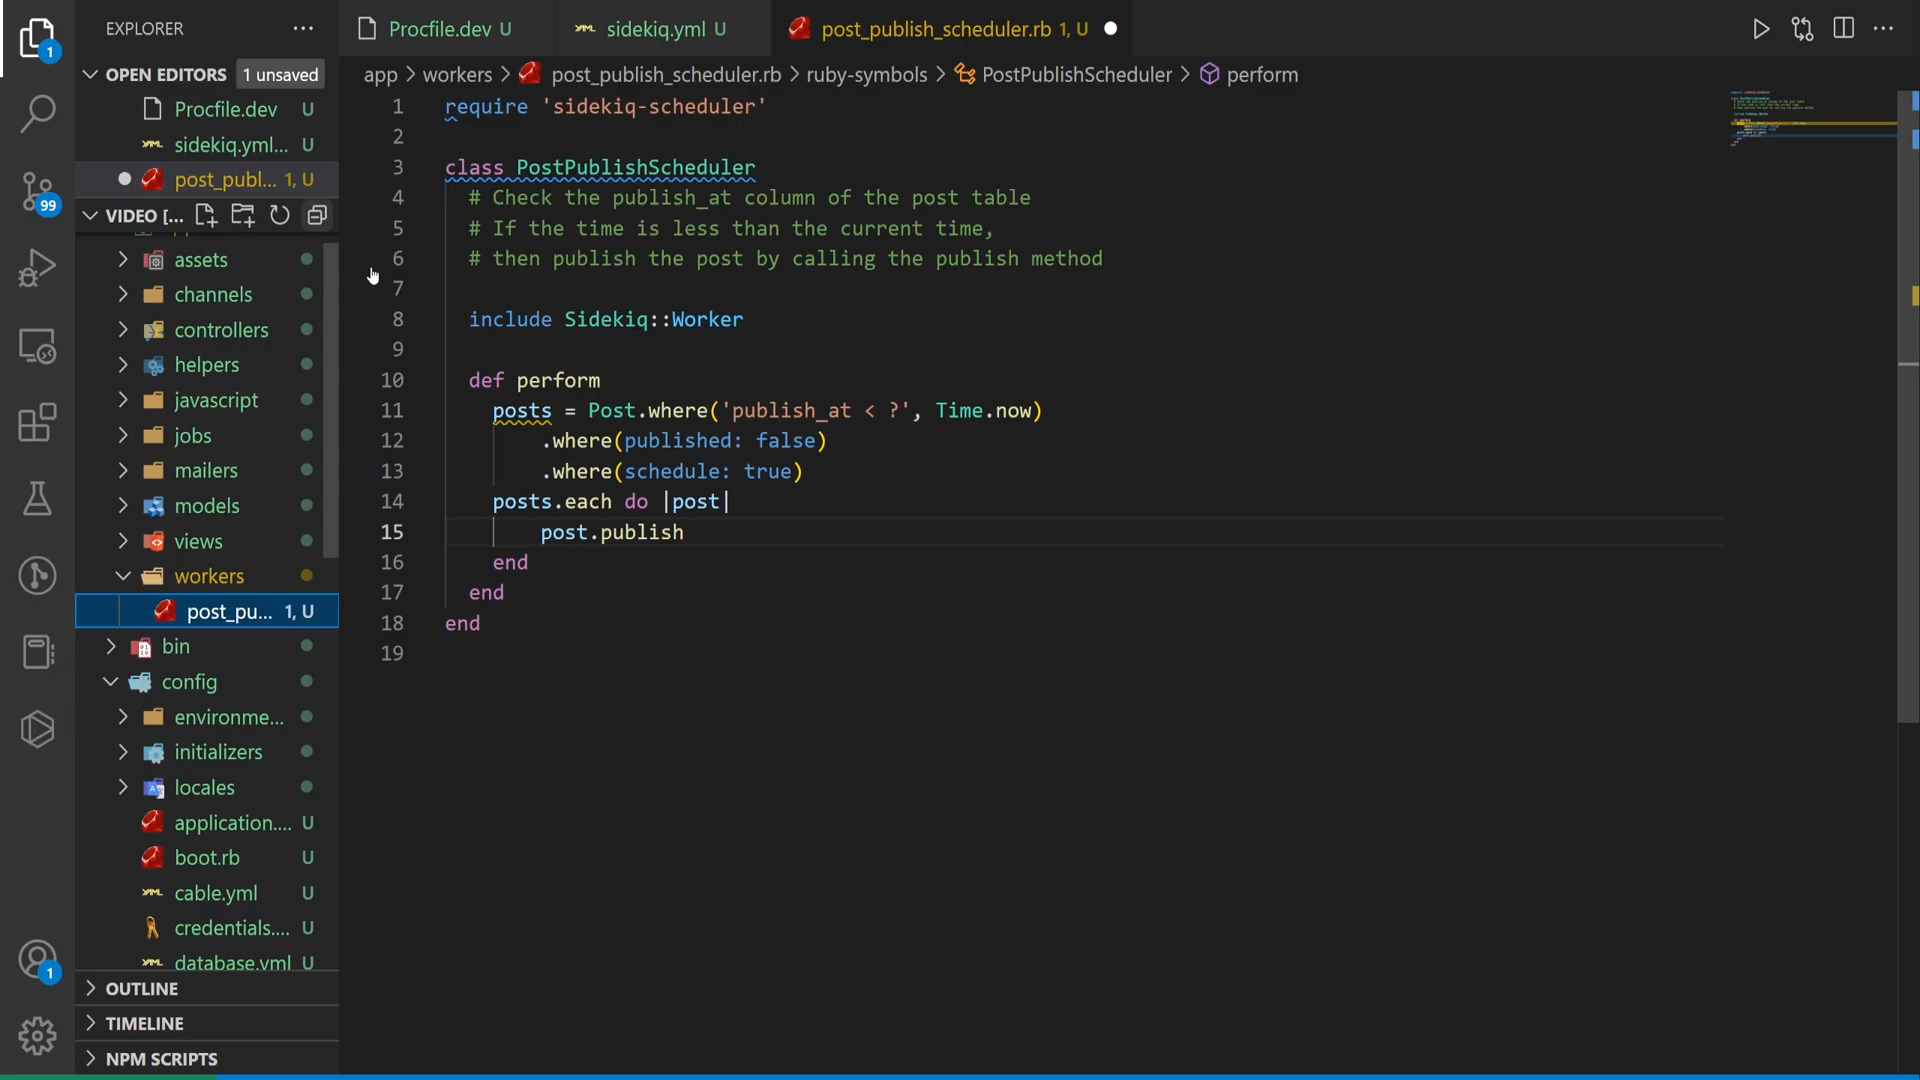 EXPLORER
OPEN EDITORS 1 unsaved
Procfile.dev U
sidekiq.yml... U
post_publ... 1, U
VIDEO [...
assets
channels
controllers
helpers
javascript
jobs
mailers
models
views
workers
post_pu... 1, U
bin
config
environme...
initializers
locales
application.... U
boot.rb U
cable.yml U
credentials.... U
database.yml U
OUTLINE
TIMELINE
NPM SCRIPTS
1
99
1
Procfile.dev U
sidekiq.yml U
post_publish_scheduler.rb 1, U
app > workers > post_publish_scheduler.rb > ruby-symbols > PostPublishScheduler > perform
1 require 'sidekiq-scheduler'
2
3 class PostPublishScheduler
4 # Check the publish_at column of the post table
5 # If the time is less than the current time,
6 # then publish the post by calling the publish method
7
8 include Sidekiq::Worker
9
10 def perform
11 posts = Post.where('publish_at < ?', Time.now)
12 .where(published: false)
13 .where(schedule: true)
14 posts.each do |post|
15 post.publish
16 end
17 end
18 end
19